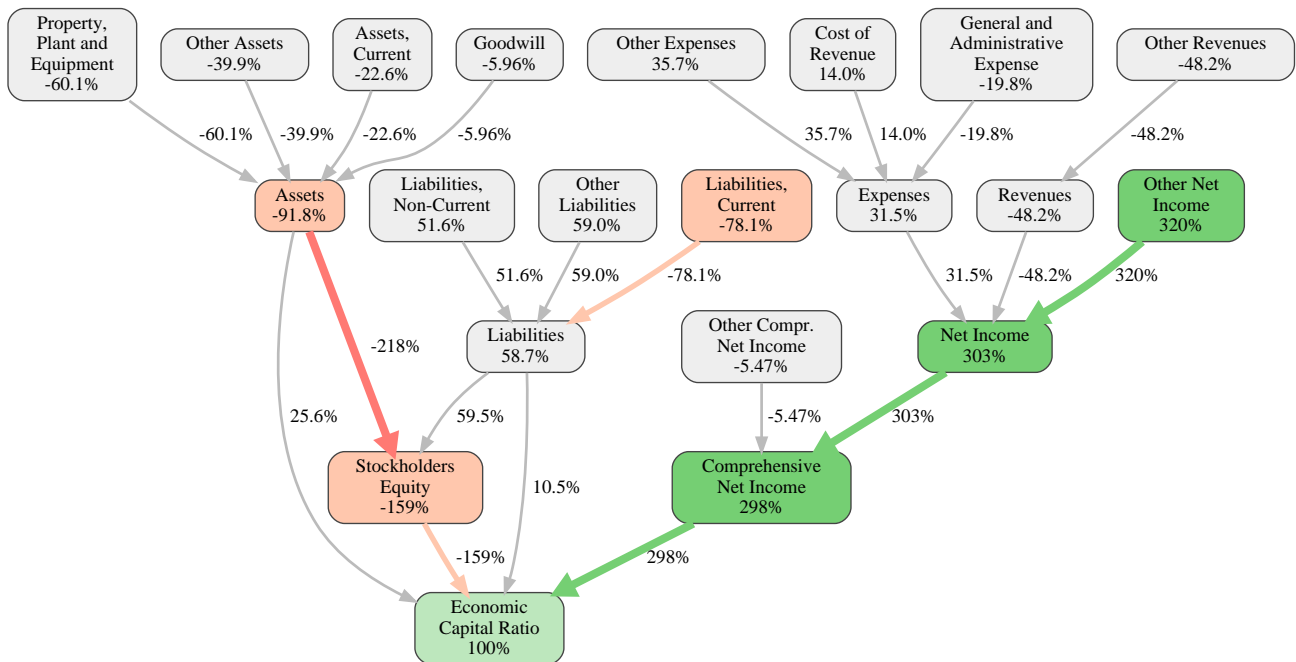 Property,
Plant and
Equipment
-60.1%
Other Assets
-39.9%
Assets,
Current
-22.6%
Goodwill
-5.96%
Other Expenses
35.7%
Cost of
Revenue
14.0%
General and
Administrative
Expense
-19.8%
Other Revenues
-48.2%
-60.1%
-39.9%
-22.6%
-5.96%
35.7%
14.0%
-19.8%
-48.2%
Assets
-91.8%
Liabilities,
Non-Current
51.6%
Other
Liabilities
59.0%
Liabilities,
Current
-78.1%
Expenses
31.5%
Revenues
-48.2%
Other Net
Income
320%
51.6%
59.0%
-78.1%
31.5%
-48.2%
320%
-218%
Liabilities
58.7%
Other Compr.
Net Income
-5.47%
Net Income
303%
25.6%
59.5%
-5.47%
303%
Stockholders
Equity
-159%
10.5%
Comprehensive
Net Income
298%
-159%
298%
Economic
Capital Ratio
100%